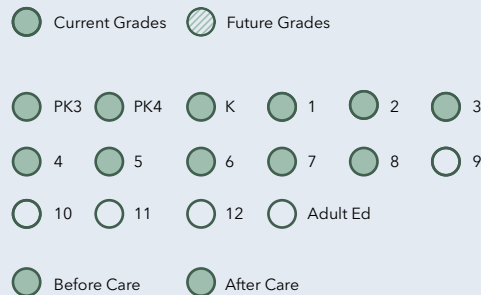 Current Grades Future Grades
PK3 PK4 K 1 2 3
4 5 6 7 8 9
10 11 12 Adult Ed
Before Care After Care